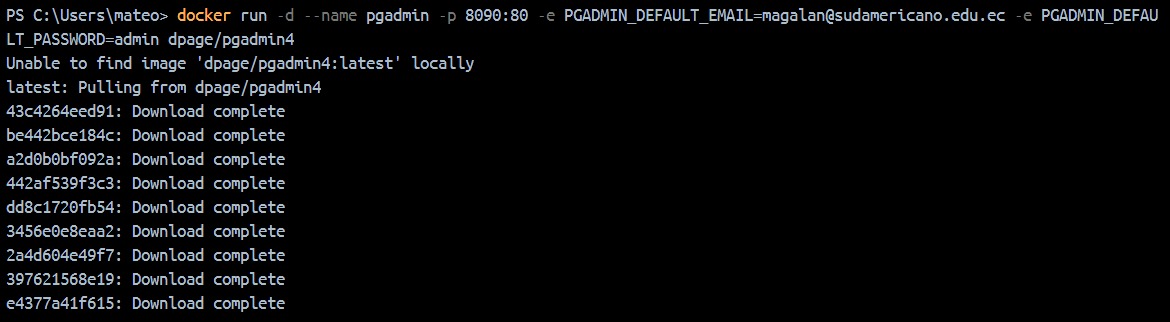 PS C:\Users\mateo> docker run -d --name pgadmin -p 8090:80 -e PGADMIN_DEFAULT_EMAIL=magalan@sudamericano.edu.ec -e PGADMIN_DEFAU
LT_PASSWORD=admin dpage/pgadmin4
Unable to find image 'dpage/pgadmin4:latest' locally
latest: Pulling from dpage/pgadmin4
43c4264eed91: Download complete
be442bce184c: Download complete
a2d0b0bf092a: Download complete
442af539f3c3: Download complete
dd8c1720fb54: Download complete
3456e0e8eaa2: Download complete
2a4d604e49f7: Download complete
397621568e19: Download complete
e4377a41f615: Download complete